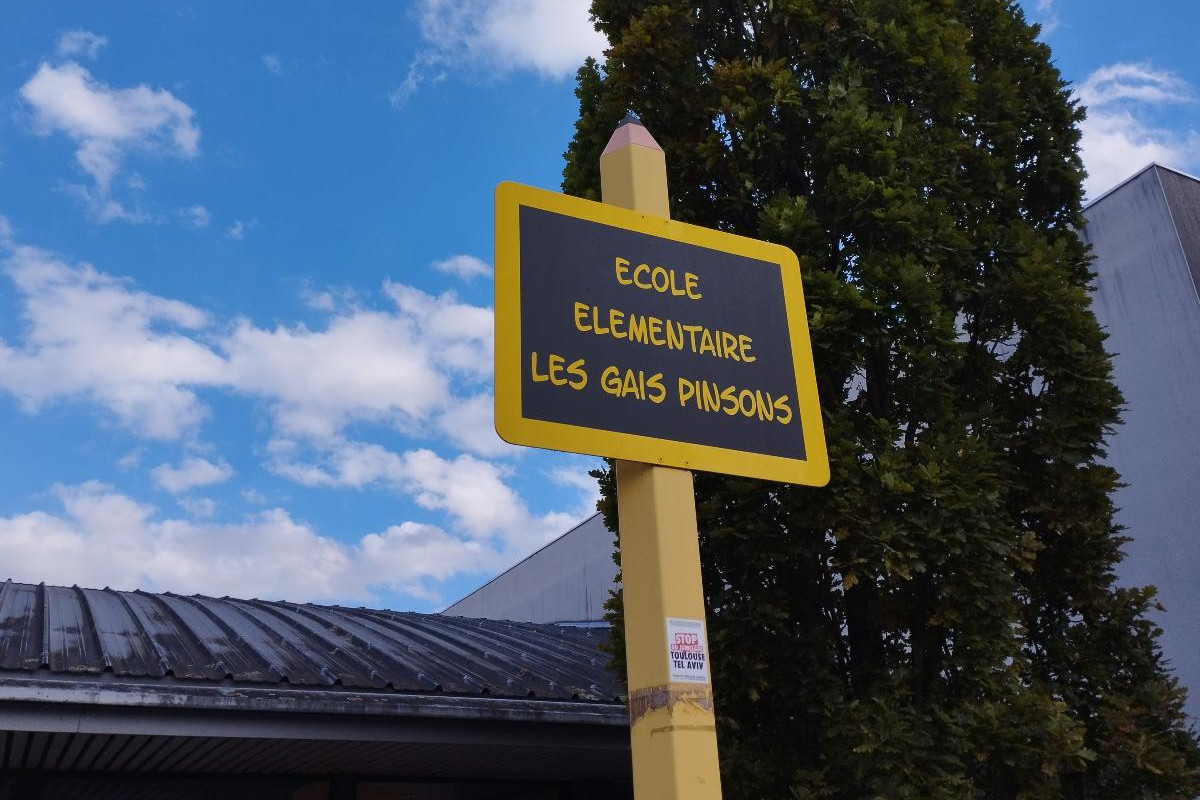 ECOLE
ELEMENTAIRE
LES GAIS PINSONS
STOP
TOULOUSE
TEL AVIV